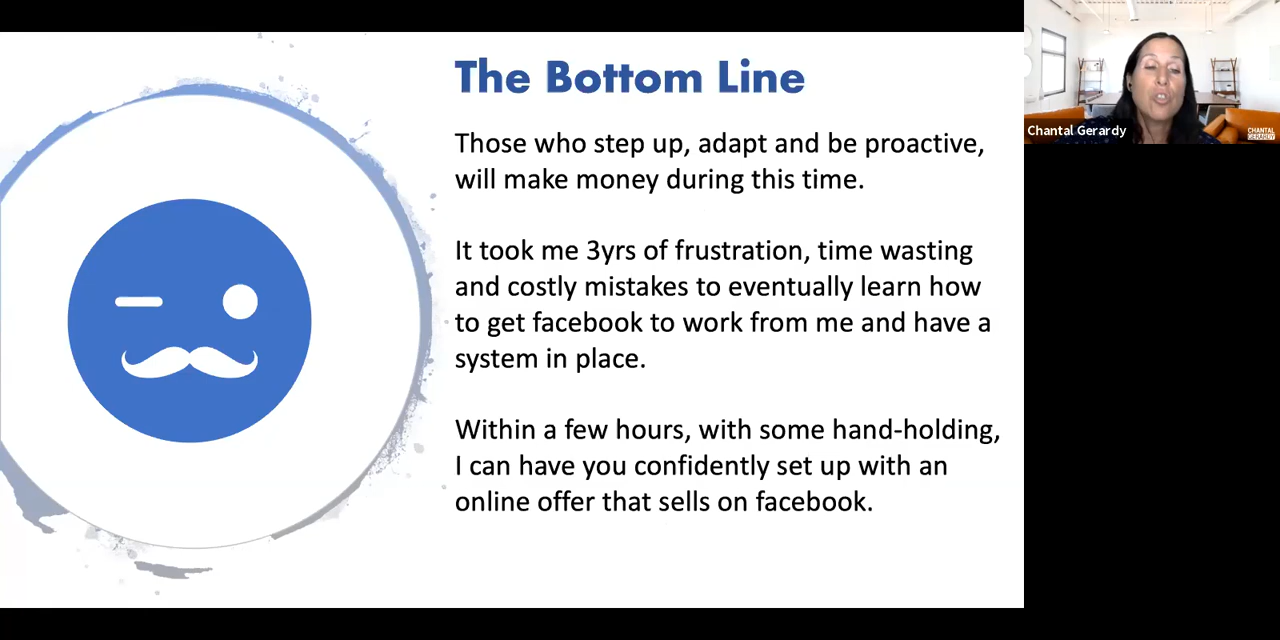 The Bottom Line
Those who step up, adapt and be proactive,
will make money during this time.
It took me 3yrs of frustration, time wasting
and costly mistakes to eventually learn how
to get facebook to work from me and have a
system in place.
Within a few hours, with some hand-holding,
I can have you confidently set up with an
online offer that sells on facebook.
Chantal Gerardy
CHANTAL
GERARDY